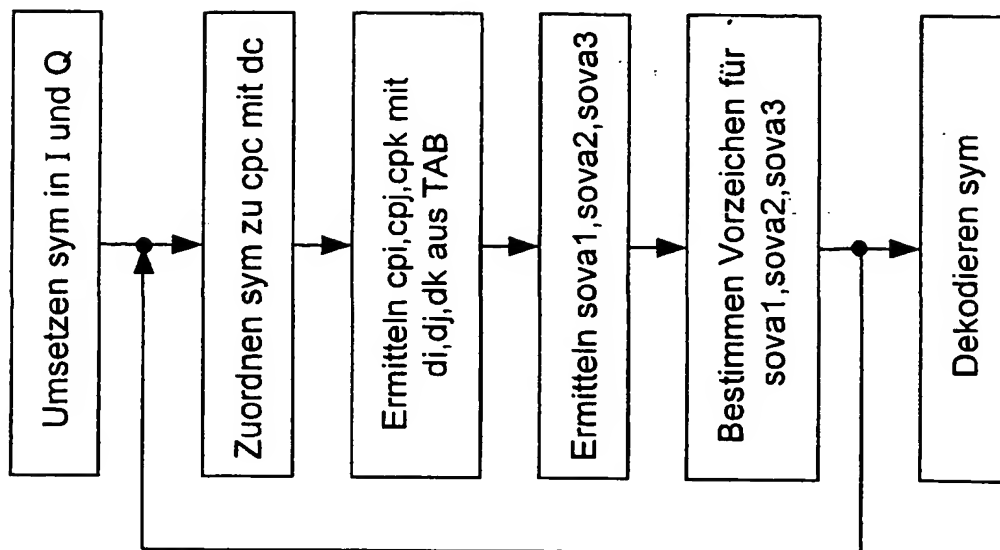 Umsetzen sym in I und Q
Zuordnen sym zu cpc mit dc
Ermitteln cpi,cpj,cpk mit
di,dj,dk aus TAB
Ermitteln sova1,sova2,sova3
Bestimmen Vorzeichen für
sova1,sova2,sova3
Dekodieren sym